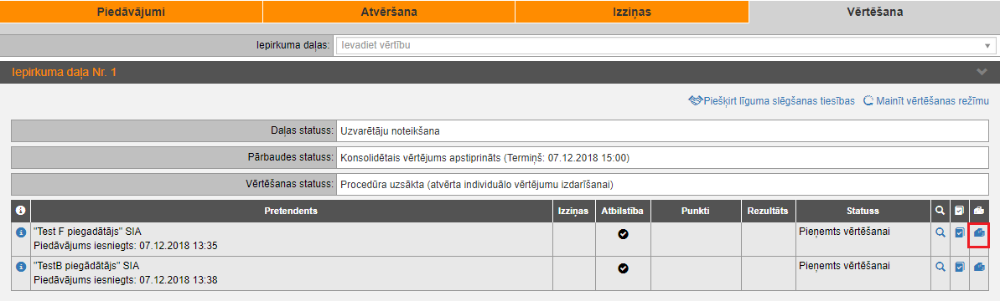 Piedāvājumi Atvēršana Izziņas Vērtēšana
Iepirkuma daļas: Ievadiet vērtību
Iepirkuma daļa Nr. 1
Piešķirt līguma slēgšanas tiesības Mainīt vērtēšanas režīmu
Daļas statuss: Uzvarētāju noteikšana
Pārbaudes statuss: Konsolidētais vērtējums apstiprināts (Termiņš: 07.12.2018 15:00)
Vērtēšanas statuss: Procedūra uzsākta (atvērta individuālo vērtējumu izdarīšanai)
Pretendents Izziņas Atbilstība Punkti Rezultāts Statuss
"Test F piegadātājs" SIA Pieņemts vērtēšanai
Piedāvājums iesniegts: 07.12.2018 13:35
"TestB piegādātājs" SIA Pieņemts vērtēšanai
Piedāvājums iesniegts: 07.12.2018 13:38